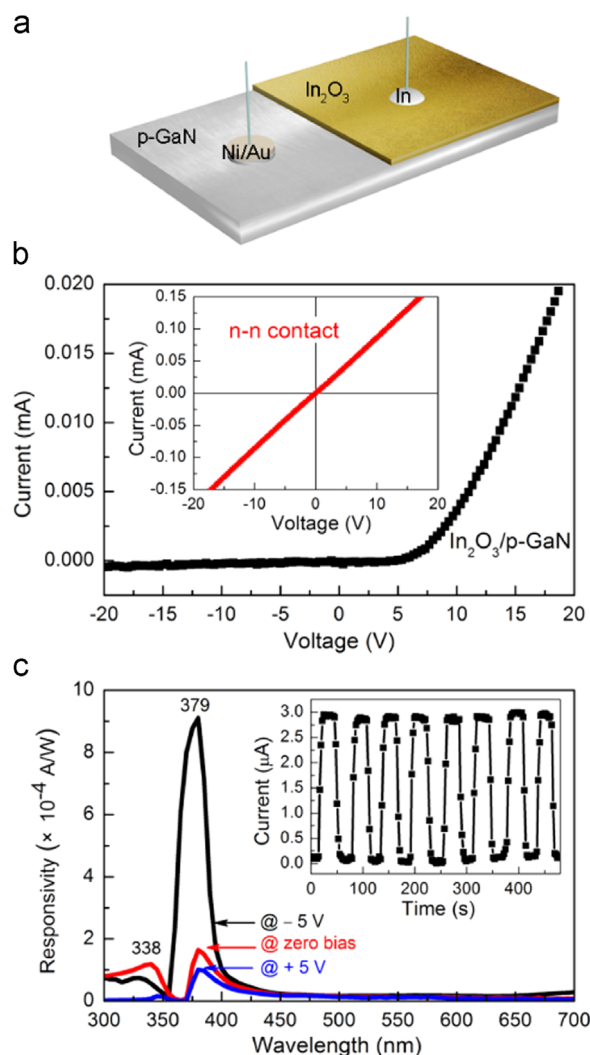 a
In₂O₃
In
p-GaN
Ni/Au
b
0.020
0.015
0.010
0.005
0.000
Current (mA)
-20 -15 -10 -5 0 5 10 15 20
Voltage (V)
In₂O₃/p-GaN
0.15
0.10
0.05
0.00
-0.05
-0.10
-0.15
Current (mA)
n-n contact
-20 -10 0 10 20
Voltage (V)
c
10
8
6
4
2
0
Responsivity (× 10⁻⁴ A/W)
379
338
@ − 5 V
@ zero bias
@ + 5 V
300 350 400 450 500 550 600 650 700
Wavelength (nm)
3.0
2.5
2.0
1.5
1.0
0.5
0.0
Current (μA)
0 100 200 300 400
Time (s)